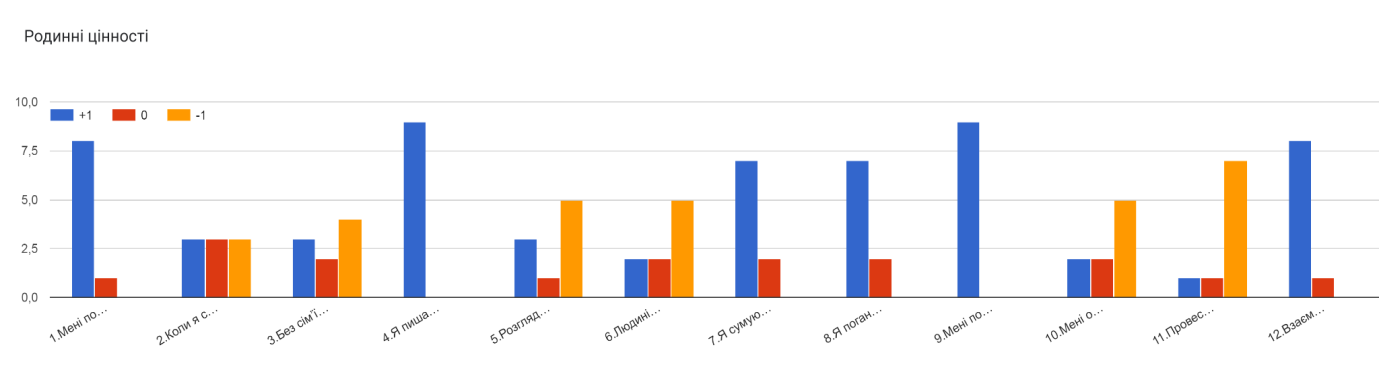 Родинні цінності
10,0
+1 0 -1
7,5
5,0
2,5
0,0
1.Мені по…
2.Коли я с…
3.Без сім'ї…
4.Я пиша…
5.Розгляд…
6.Людині…
7.Я сумую…
8.Я поган…
9.Мені по…
10.Мені о…
11.Провес…
12.Взаєм…